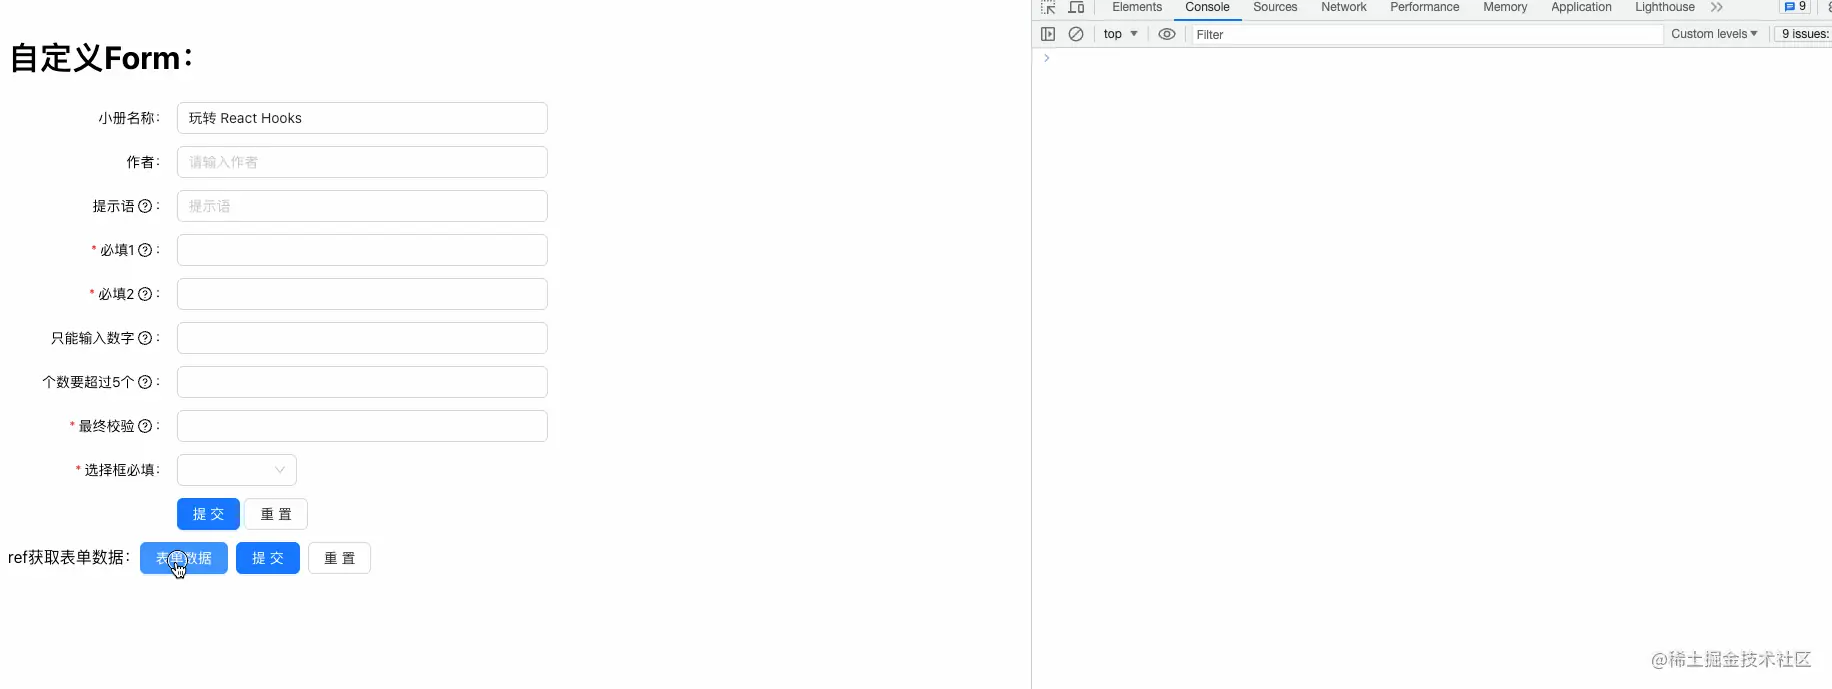 Elements Console Sources Network Performance Memory Application Lighthouse 9
top Filter Custom levels 9 issues:
自定义Form：
小册名称： 玩转 React Hooks
作者： 请输入作者
提示语 ： 提示语
* 必填1 ：
* 必填2 ：
只能输入数字 ：
个数要超过5个 ：
* 最终校验 ：
* 选择框必填：
提 交 重 置
ref获取表单数据： 表单数据 提 交 重 置
@稀土掘金技术社区